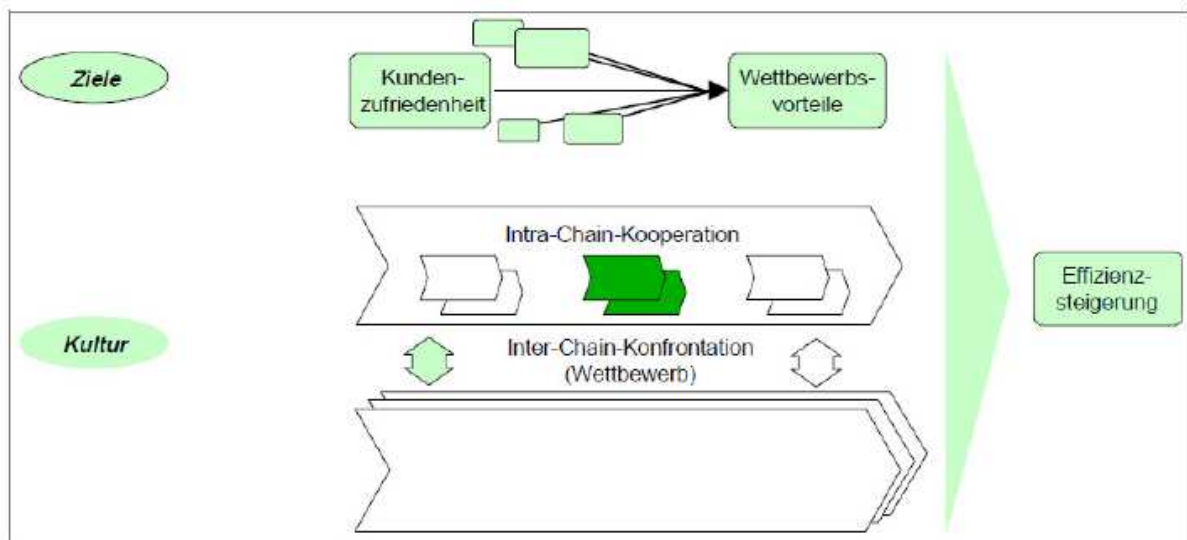 Ziele
Kunden-
zufriedenheit
Wettbewerbs-
vorteile
Intra-Chain-Kooperation
Effizienz-
steigerung
Kultur
Inter-Chain-Konfrontation
(Wettbewerb)